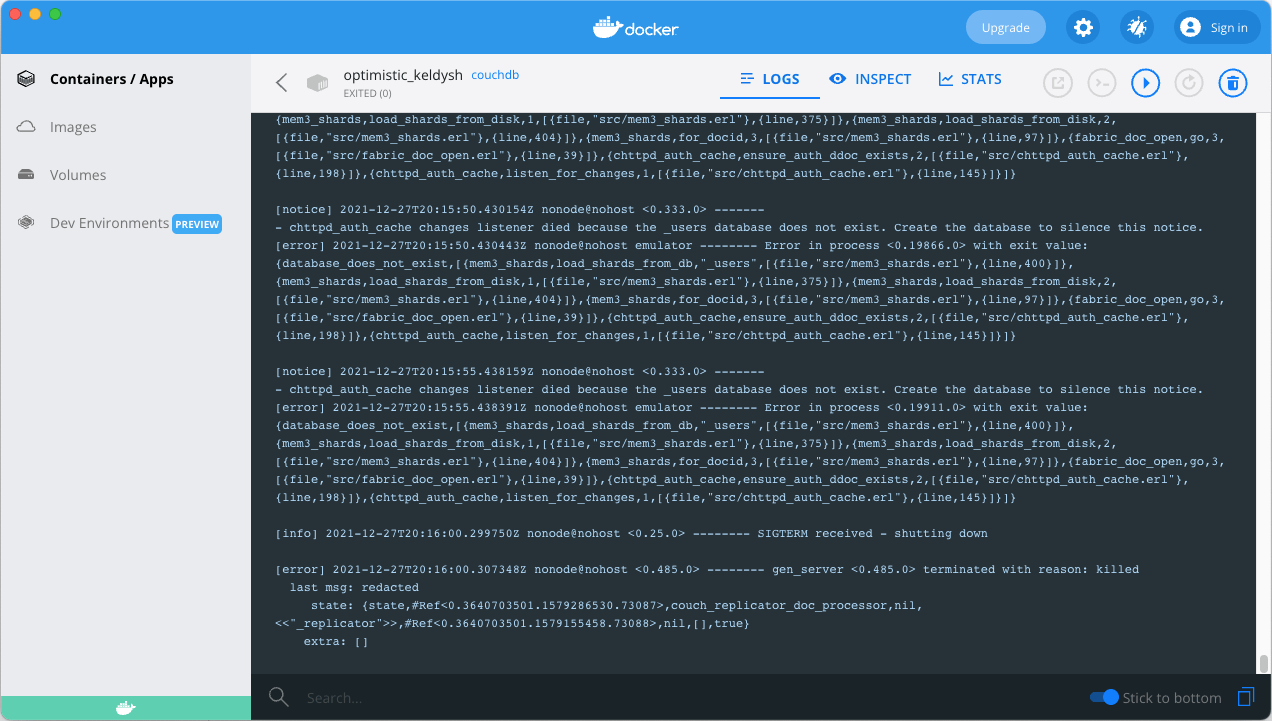 docker
Upgrade
Sign in
Containers / Apps
Images
Volumes
Dev Environments PREVIEW
optimistic_keldysh couchdb
EXITED (0)
LOGS
INSPECT
STATS
{mem3_shards,load_shards_from_disk,1,[{file,"src/mem3_shards.erl"},{line,375}]},{mem3_shards,load_shards_from_disk,2,
[{file,"src/mem3_shards.erl"},{line,404}]},{mem3_shards,for_docid,3,[{file,"src/mem3_shards.erl"},{line,97}]},{fabric_doc_open,go,3,
[{file,"src/fabric_doc_open.erl"},{line,39}]},{chttpd_auth_cache,ensure_auth_ddoc_exists,2,[{file,"src/chttpd_auth_cache.erl"},
{line,198}]},{chttpd_auth_cache,listen_for_changes,1,[{file,"src/chttpd_auth_cache.erl"},{line,145}]}]}
[notice] 2021-12-27T20:15:50.430154Z nonode@nohost <0.333.0> -------
- chttpd_auth_cache changes listener died because the _users database does not exist. Create the database to silence this notice.
[error] 2021-12-27T20:15:50.430443Z nonode@nohost emulator -------- Error in process <0.19866.0> with exit value:
{database_does_not_exist,[{mem3_shards,load_shards_from_db,"_users",[{file,"src/mem3_shards.erl"},{line,400}]},
{mem3_shards,load_shards_from_disk,1,[{file,"src/mem3_shards.erl"},{line,375}]},{mem3_shards,load_shards_from_disk,2,
[{file,"src/mem3_shards.erl"},{line,404}]},{mem3_shards,for_docid,3,[{file,"src/mem3_shards.erl"},{line,97}]},{fabric_doc_open,go,3,
[{file,"src/fabric_doc_open.erl"},{line,39}]},{chttpd_auth_cache,ensure_auth_ddoc_exists,2,[{file,"src/chttpd_auth_cache.erl"},
{line,198}]},{chttpd_auth_cache,listen_for_changes,1,[{file,"src/chttpd_auth_cache.erl"},{line,145}]}]}
[notice] 2021-12-27T20:15:55.438159Z nonode@nohost <0.333.0> -------
- chttpd_auth_cache changes listener died because the _users database does not exist. Create the database to silence this notice.
[error] 2021-12-27T20:15:55.438391Z nonode@nohost emulator -------- Error in process <0.19911.0> with exit value:
{database_does_not_exist,[{mem3_shards,load_shards_from_db,"_users",[{file,"src/mem3_shards.erl"},{line,400}]},
{mem3_shards,load_shards_from_disk,1,[{file,"src/mem3_shards.erl"},{line,375}]},{mem3_shards,load_shards_from_disk,2,
[{file,"src/mem3_shards.erl"},{line,404}]},{mem3_shards,for_docid,3,[{file,"src/mem3_shards.erl"},{line,97}]},{fabric_doc_open,go,3,
[{file,"src/fabric_doc_open.erl"},{line,39}]},{chttpd_auth_cache,ensure_auth_ddoc_exists,2,[{file,"src/chttpd_auth_cache.erl"},
{line,198}]},{chttpd_auth_cache,listen_for_changes,1,[{file,"src/chttpd_auth_cache.erl"},{line,145}]}]}
[info] 2021-12-27T20:16:00.299750Z nonode@nohost <0.25.0> -------- SIGTERM received - shutting down
[error] 2021-12-27T20:16:00.307348Z nonode@nohost <0.485.0> -------- gen_server <0.485.0> terminated with reason: killed
last msg: redacted
state: {state,#Ref<0.3640703501.1579286530.73087>,couch_replicator_doc_processor,nil,
<<"_replicator">>,#Ref<0.3640703501.1579155458.73088>,nil,[],true}
extra: []
Search...
Stick to bottom